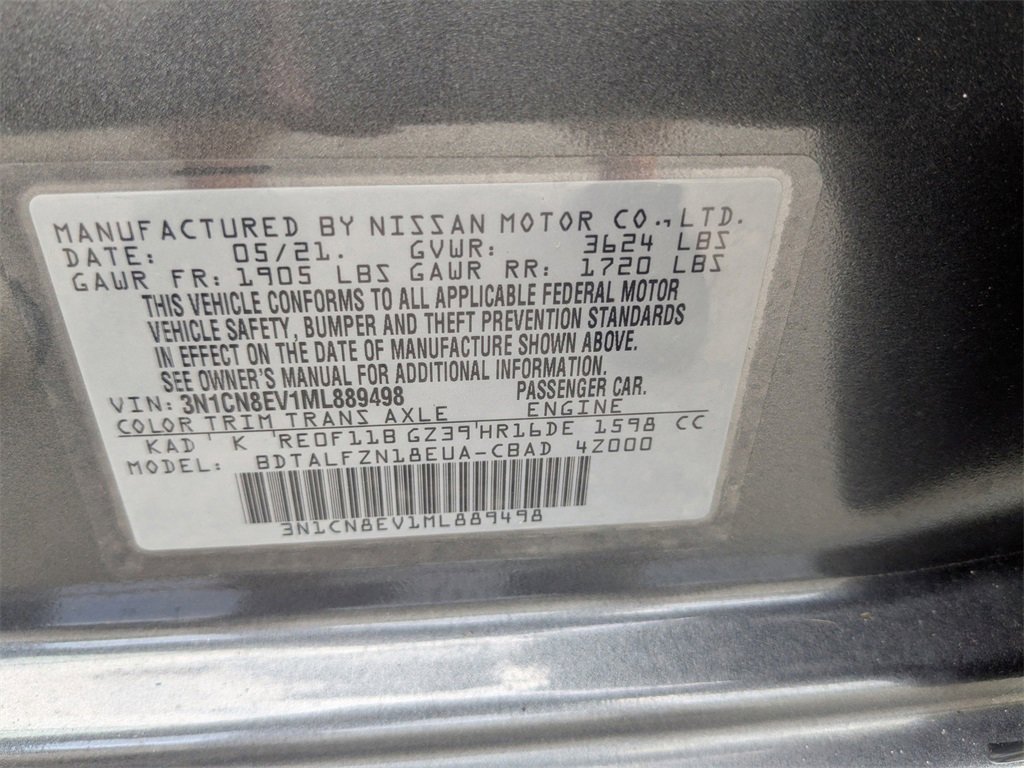 MANUFACTURED BY NISSAN MOTOR CO., LTD.
DATE: 05/21. GVWR: 3624 LBS
GAWR FR: 1905 LBS GAWR RR: 1720 LBS
THIS VEHICLE CONFORMS TO ALL APPLICABLE FEDERAL MOTOR
VEHICLE SAFETY, BUMPER AND THEFT PREVENTION STANDARDS
IN EFFECT ON THE DATE OF MANUFACTURE SHOWN ABOVE.
SEE OWNER'S MANUAL FOR ADDITIONAL INFORMATION.
VIN: 3N1CN8EV1ML889498 PASSENGER CAR.
COLOR TRIM TRANS AXLE ENGINE
KAD K RE0F11B GZ39 HR16DE 1598 CC
MODEL: BDTALFZN18EUA-CBAD 4Z000
3N1CN8EV1ML889498